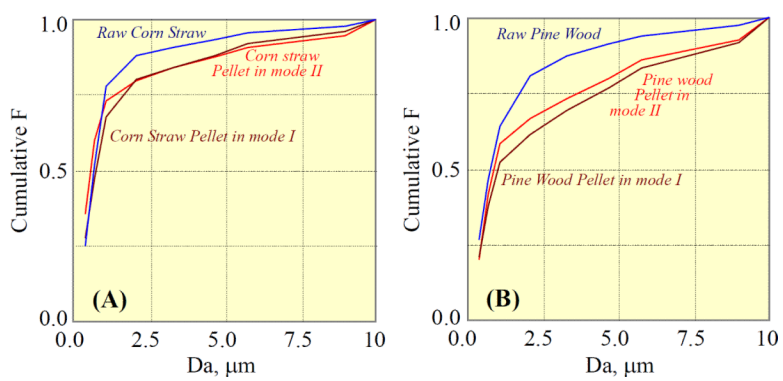 1.0
0.5
0.0
Cumulative F
Raw Corn Straw
Corn straw
Pellet in mode II
Corn Straw Pellet in mode I
(A)
0.0 2.5 5.0 7.5 10
Da, μm
1.0
0.5
0.0
Cumulative F
Raw Pine Wood
Pine wood
Pellet in
mode II
Pine Wood Pellet in mode I
(B)
0.0 2.5 5.0 7.5 10
Da, μm